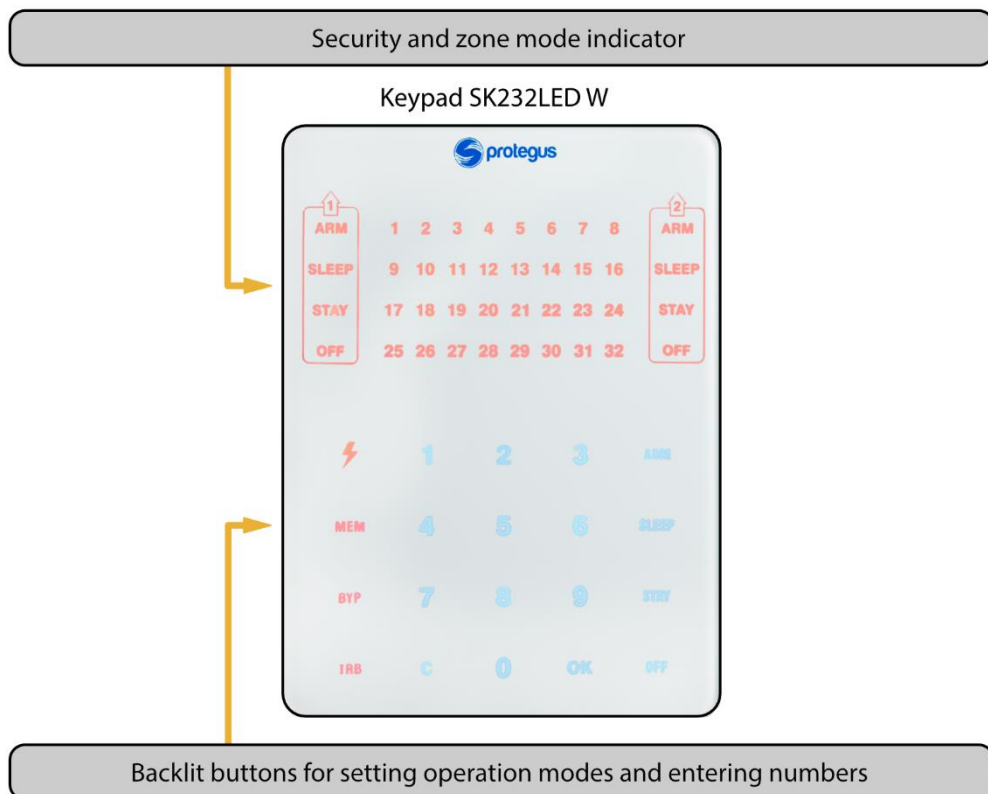 Security and zone mode indicator
Keypad SK232LED W
protegus
1 2
ARM 1 2 3 4 5 6 7 8 ARM
SLEEP 9 10 11 12 13 14 15 16 SLEEP
STAY 17 18 19 20 21 22 23 24 STAY
OFF 25 26 27 28 29 30 31 32 OFF
1 2 3 ARM
MEM 4 5 6 SLEEP
BYP 7 8 9 STAY
TRB C 0 OK OFF
Backlit buttons for setting operation modes and entering numbers